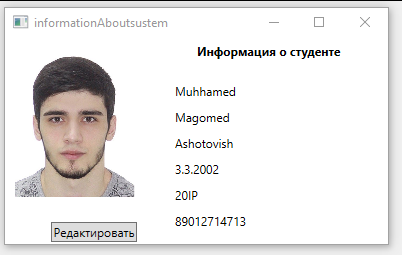 informationAboutsustem
Информация о студенте
Muhhamed
Magomed
Ashotovish
3.3.2002
20IP
89012714713
Редактировать